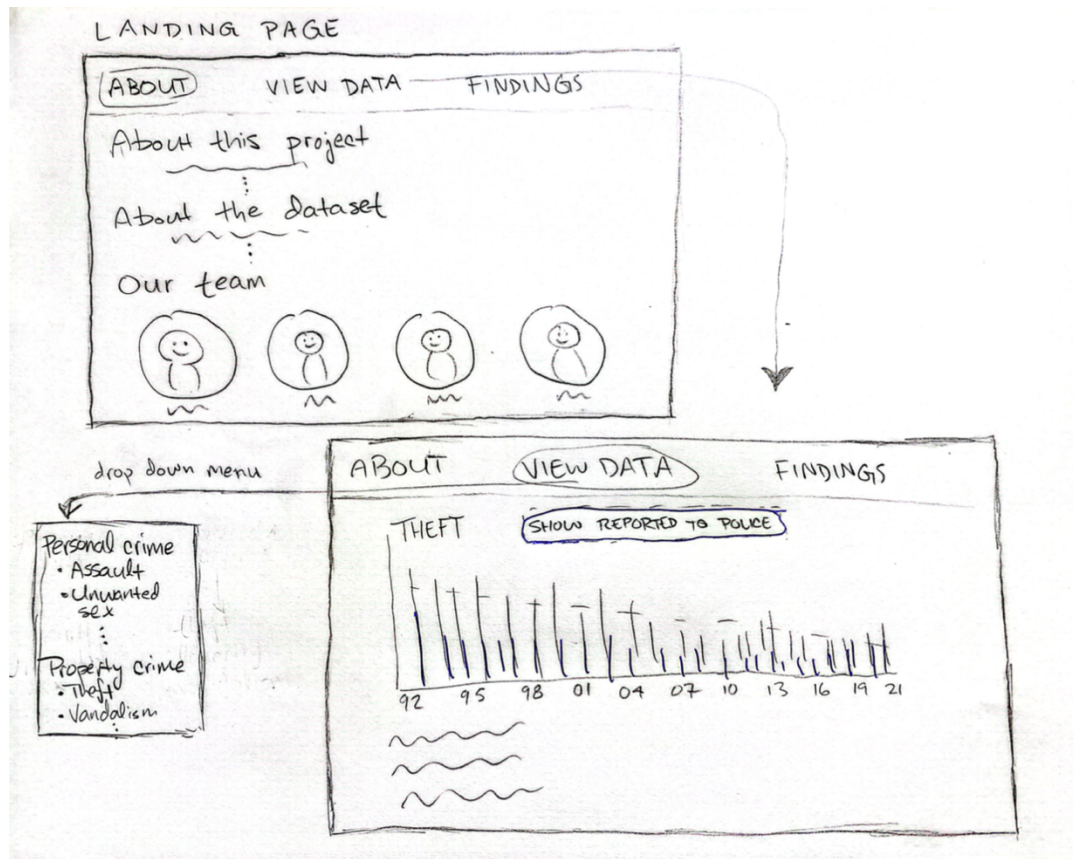 LANDING PAGE
ABOUT VIEW DATA FINDINGS
About this project
About the dataset
Our team
drop down menu
Personal crime
• Assault
• Unwanted
sex
Property crime
• Theft
• Vandalism
ABOUT VIEW DATA FINDINGS
THEFT SHOW REPORTED TO POLICE
92 95 98 01 04 07 10 13 16 19 21